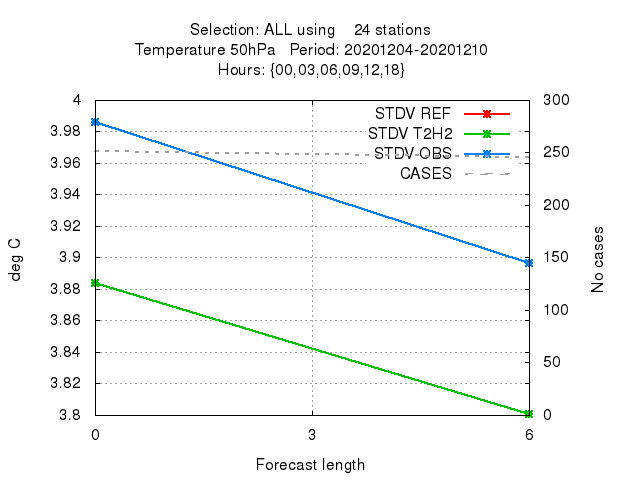 Selection: ALL using    24 stations
Temperature 50hPa   Period: 20201204-20201210
Hours: {00,03,06,09,12,18}
4
3.98
3.96
3.94
3.92
3.9
3.88
3.86
3.84
3.82
3.8
300
250
200
150
100
50
0
STDV REF
STDV T2H2
STDV OBS
CASES
deg C
No cases
0
3
6
Forecast length